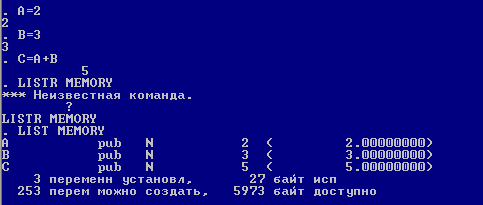 . A=2
2
. B=3
3
. C=A+B
5
. LISTR MEMORY
*** Неизвестная команда.
?
LISTR MEMORY
. LIST MEMORY
A pub N 2 ( 2.00000000)
B pub N 3 ( 3.00000000)
C pub N 5 ( 5.00000000)
3 переменн установл, 27 байт исп
253 перем можно создать, 5973 байт доступно